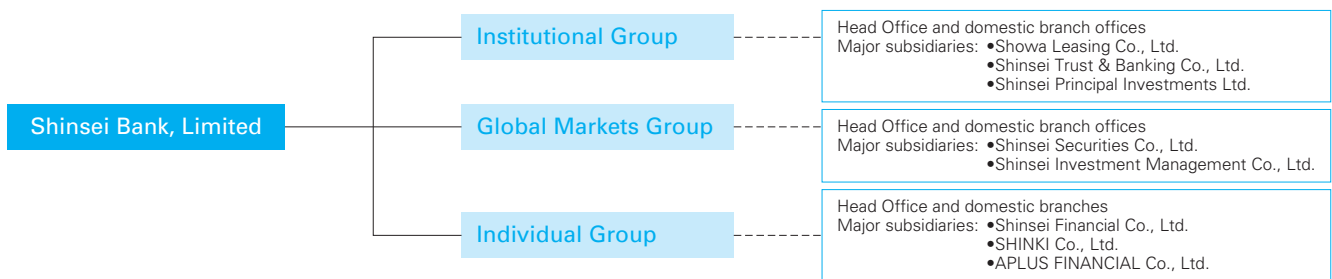 Shinsei Bank, Limited
Institutional Group
Head Office and domestic branch offices
Major subsidiaries: •Showa Leasing Co., Ltd.
•Shinsei Trust & Banking Co., Ltd.
•Shinsei Principal Investments Ltd.
Global Markets Group
Head Office and domestic branch offices
Major subsidiaries: •Shinsei Securities Co., Ltd.
•Shinsei Investment Management Co., Ltd.
Individual Group
Head Office and domestic branches
Major subsidiaries: •Shinsei Financial Co., Ltd.
•SHINKI Co., Ltd.
•APLUS FINANCIAL Co., Ltd.